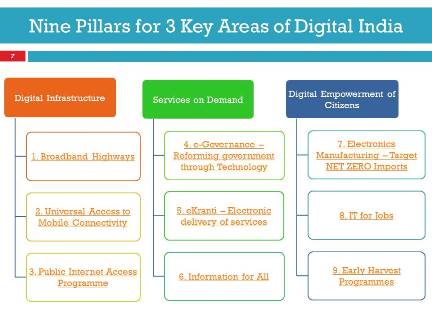 Nine Pillars for 3 Key Areas of Digital India
7
Digital Infrastructure
1. Broadband Highways
2. Universal Access to
Mobile Connectivity
3. Public Internet Access
Programme
Services on Demand
4. e-Governance –
Reforming government
through Technology
5. eKranti – Electronic
delivery of services
6. Information for All
Digital Empowerment of
Citizens
7. Electronics
Manufacturing – Target
NET ZERO Imports
8. IT for Jobs
9. Early Harvest
Programmes